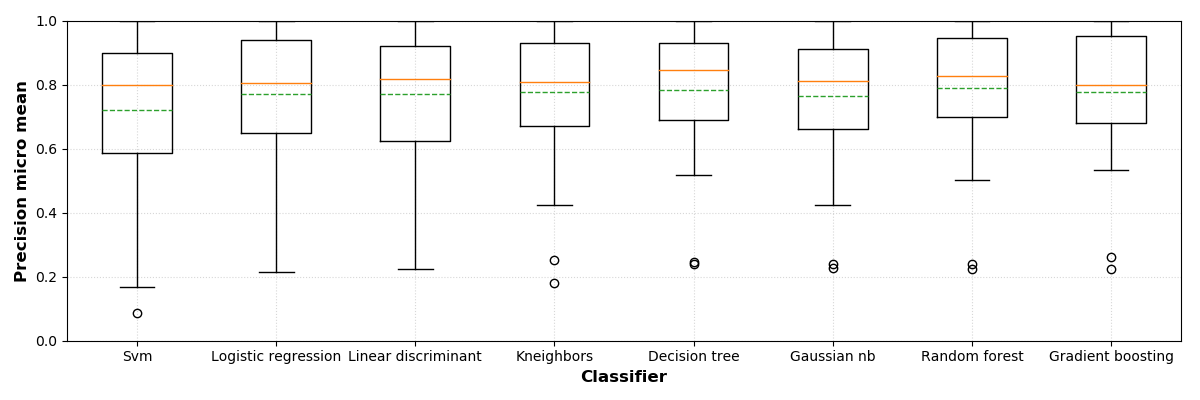 Precision micro mean
1.0
0.8
0.6
0.4
0.2
0.0
Svm Logistic regression Linear discriminant Kneighbors Decision tree Gaussian nb Random forest Gradient boosting
Classifier